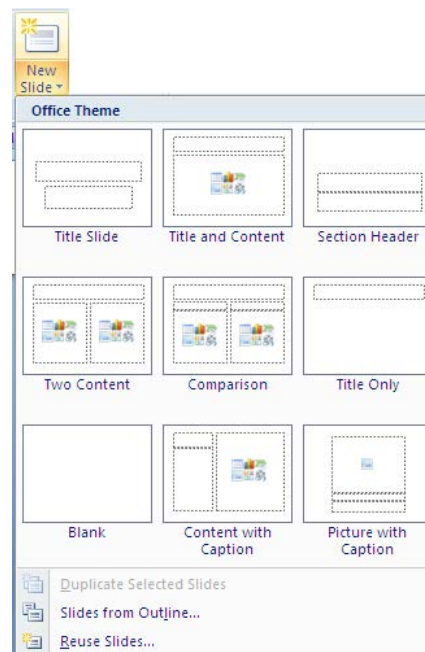 New
Slide
Office Theme
Title Slide
Title and Content
Section Header
Two Content
Comparison
Title Only
Blank
Content with
Caption
Picture with
Caption
Duplicate Selected Slides
Slides from Outline...
Reuse Slides...